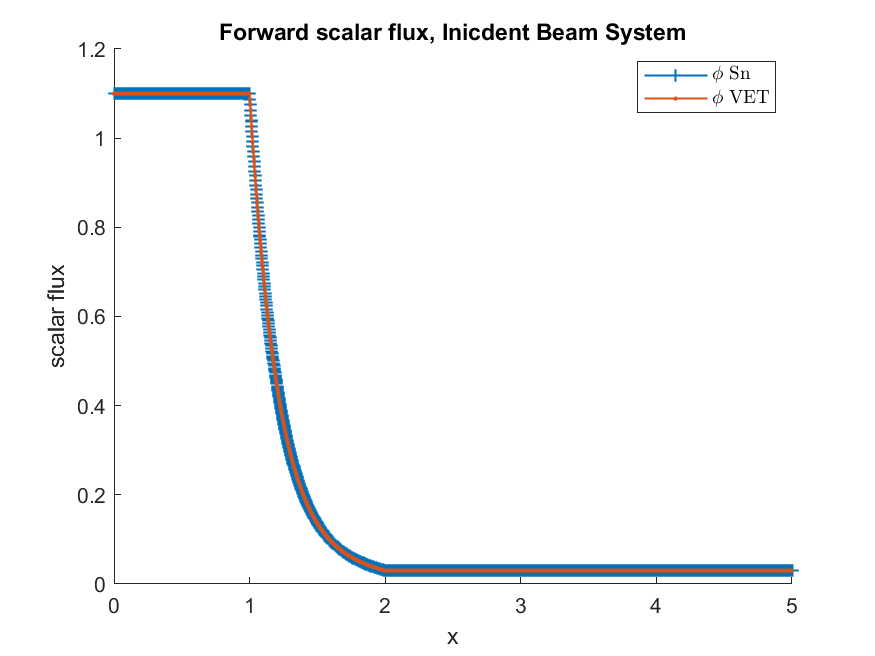 Forward scalar flux, Inicdent Beam System
ϕ Sn
ϕ VET
scalar flux
1.2
1
0.8
0.6
0.4
0.2
0
0 1 2 3 4 5
x